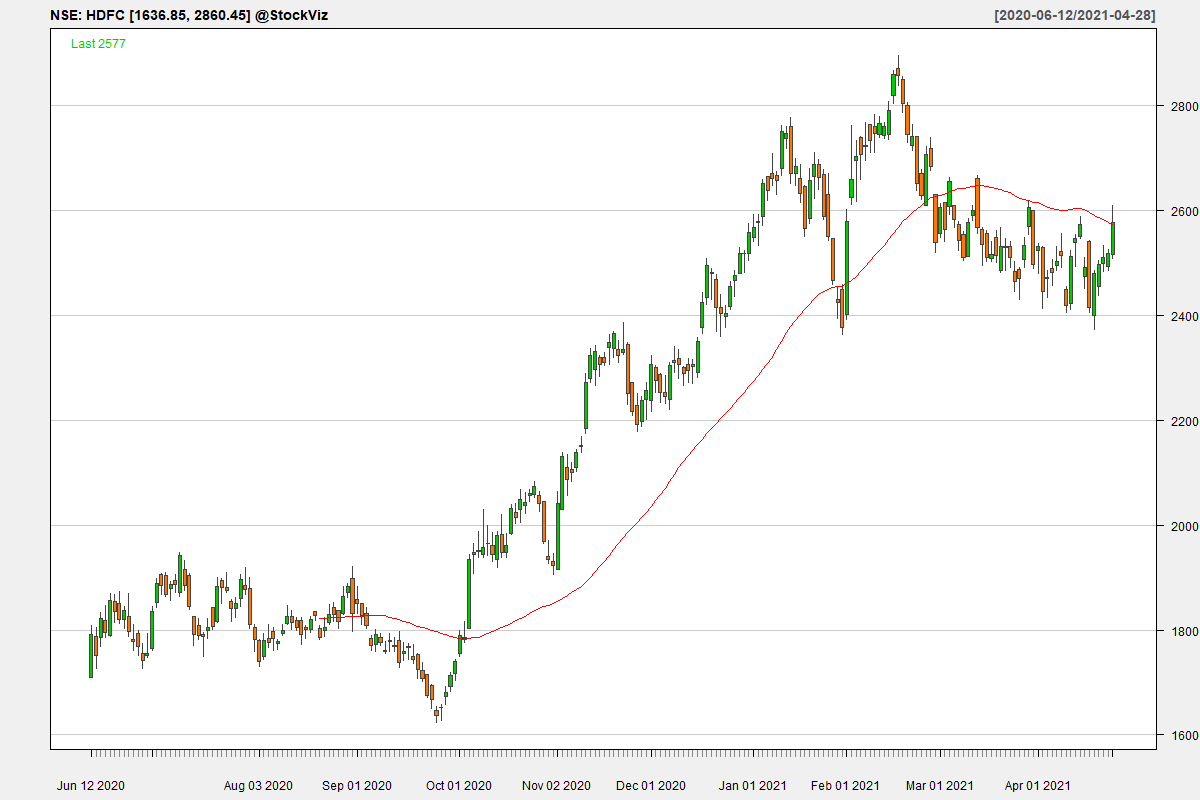 NSE: HDFC [1636.85, 2860.45] @StockViz
[2020-06-12/2021-04-28]
Last 2577
2800
2600
2400
2200
2000
1800
1600
Jun 12 2020 Aug 03 2020 Sep 01 2020 Oct 01 2020 Nov 02 2020 Dec 01 2020 Jan 01 2021 Feb 01 2021 Mar 01 2021 Apr 01 2021